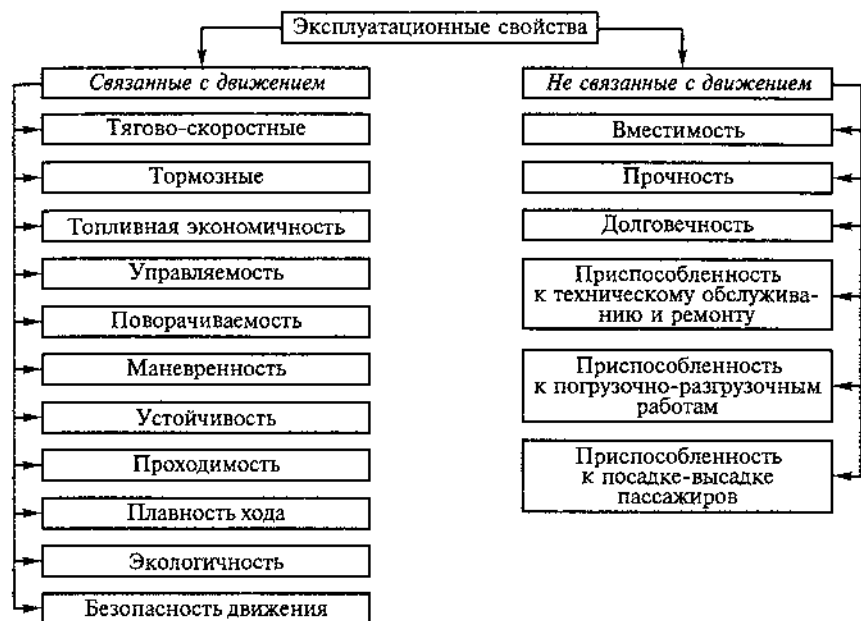 Эксплуатационные свойства
Связанные с движением
Тягово-скоростные
Тормозные
Топливная экономичность
Управляемость
Поворачиваемость
Маневренность
Устойчивость
Проходимость
Плавность хода
Экологичность
Безопасность движения
Не связанные с движением
Вместимость
Прочность
Долговечность
Приспособленность
к техническому обслужива-
нию и ремонту
Приспособленность
к погрузочно-разгрузочным
работам
Приспособленность
к посадке-высадке
пассажиров